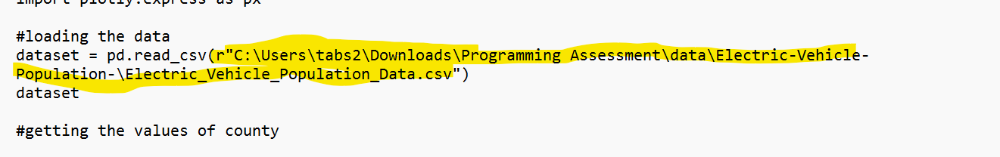 import plotly.express as px
#loading the data
dataset = pd.read_csv(r"C:\Users\tabs2\Downloads\Programming Assessment\data\Electric-Vehicle-
Population-\Electric_Vehicle_Population_Data.csv")
dataset
#getting the values of county